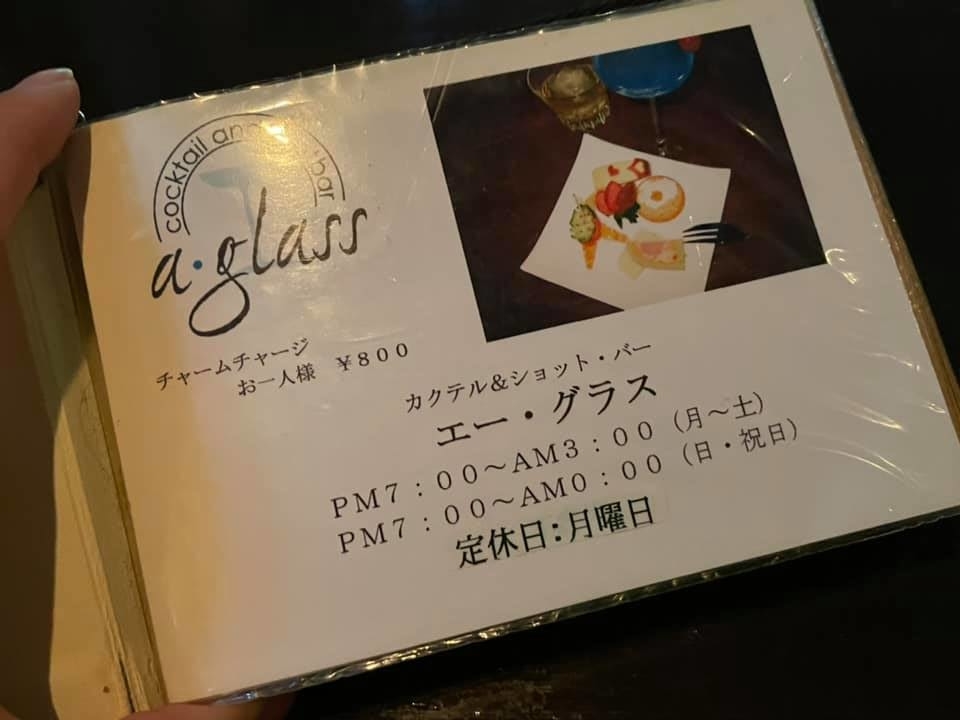 cocktail and bar
a・glass
チャームチャージ
お一人様 ￥８００
カクテル＆ショット・バー
エー・グラス
ＰＭ７：００～ＡＭ３：００（月～土）
ＰＭ７：００～ＡＭ０：００（日・祝日）
定休日：月曜日